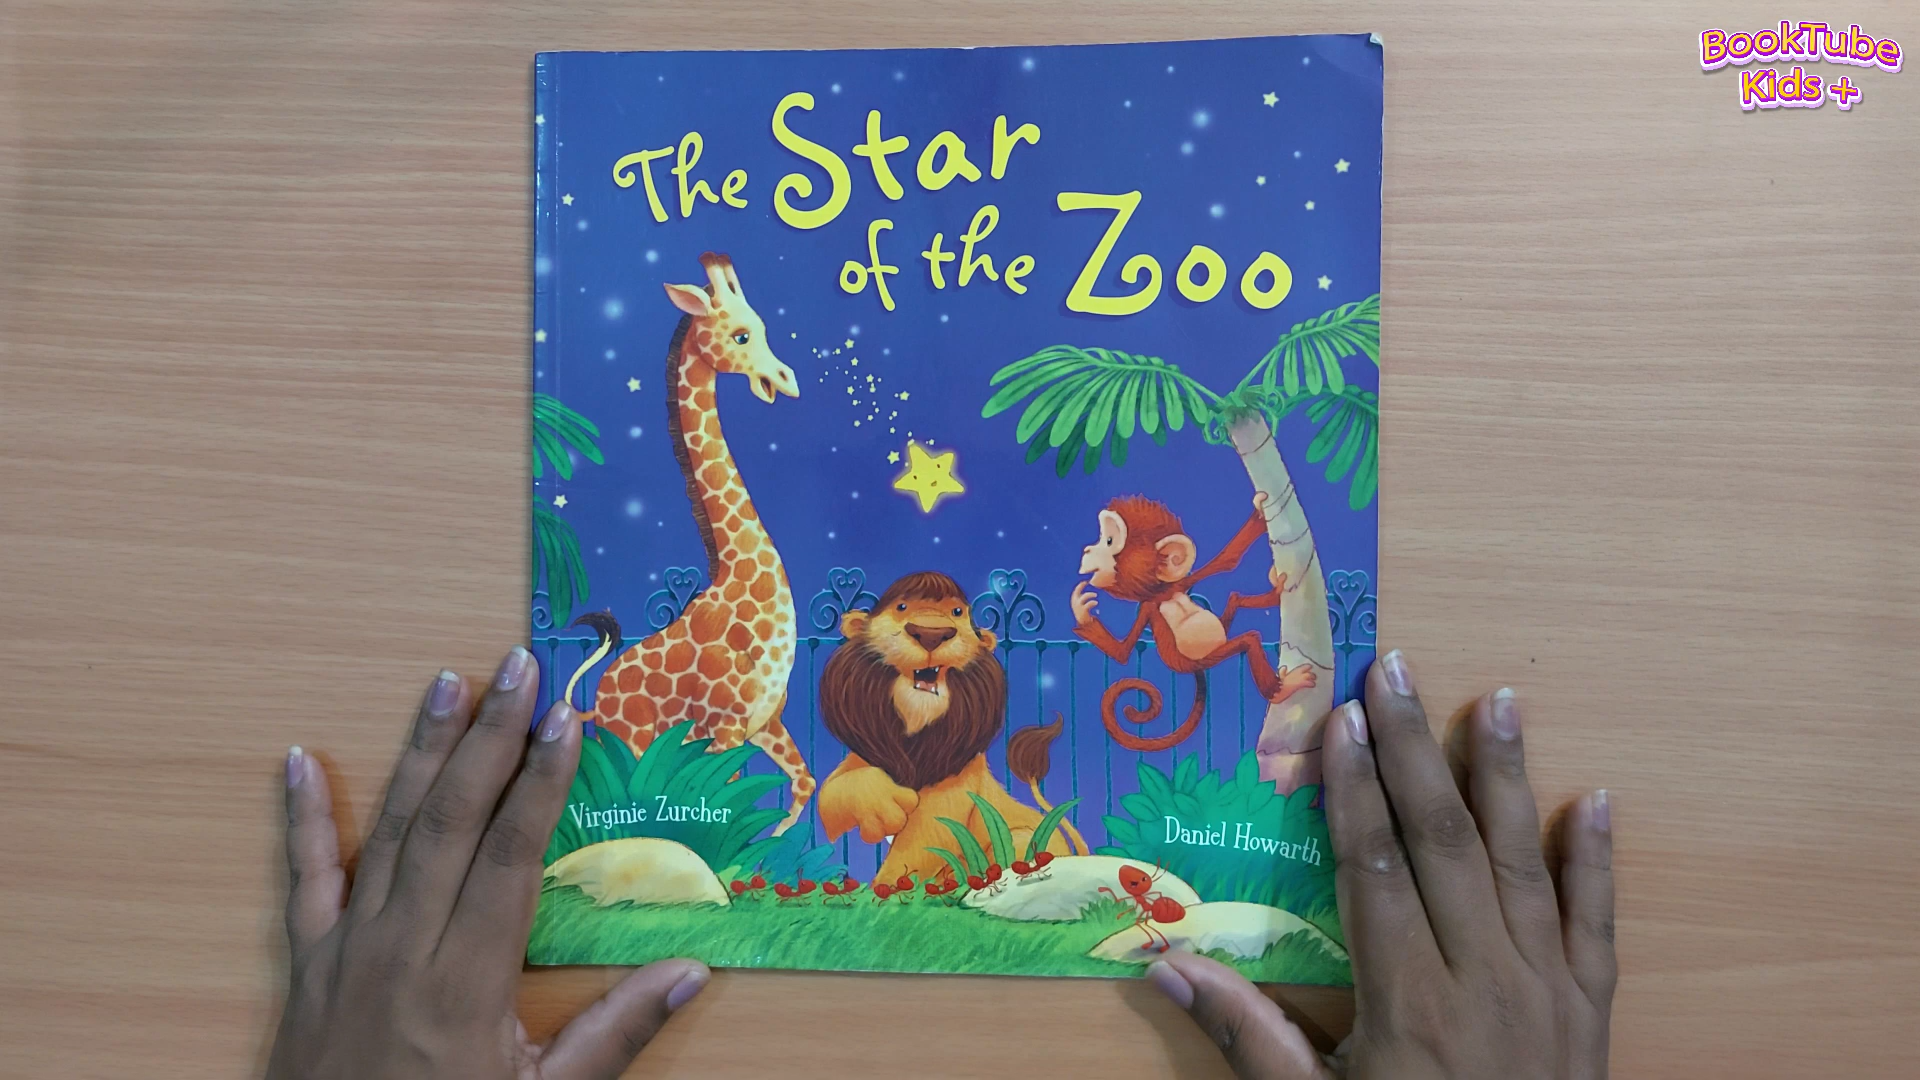 The Star
of the Zoo
Virginie Zurcher
Daniel Howarth
BookTube
Kids +